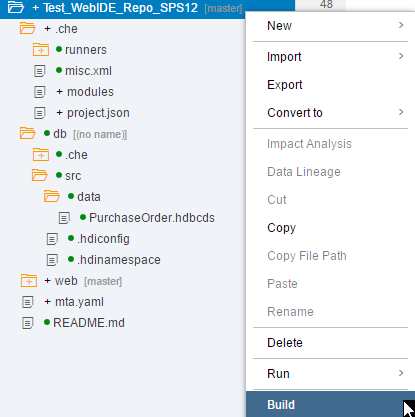 + Test_WebIDE_Repo_SPS12 [master]
.che
runners
misc.xml
+ modules
+ project.json
db [(no name)]
.che
src
data
PurchaseOrder.hdbcds
.hdiconfig
.hdinamespace
+ web [master]
+ mta.yaml
README.md
48
New
Import
Export
Convert to
Impact Analysis
Data Lineage
Cut
Copy
Copy File Path
Paste
Rename
Delete
Run
Build